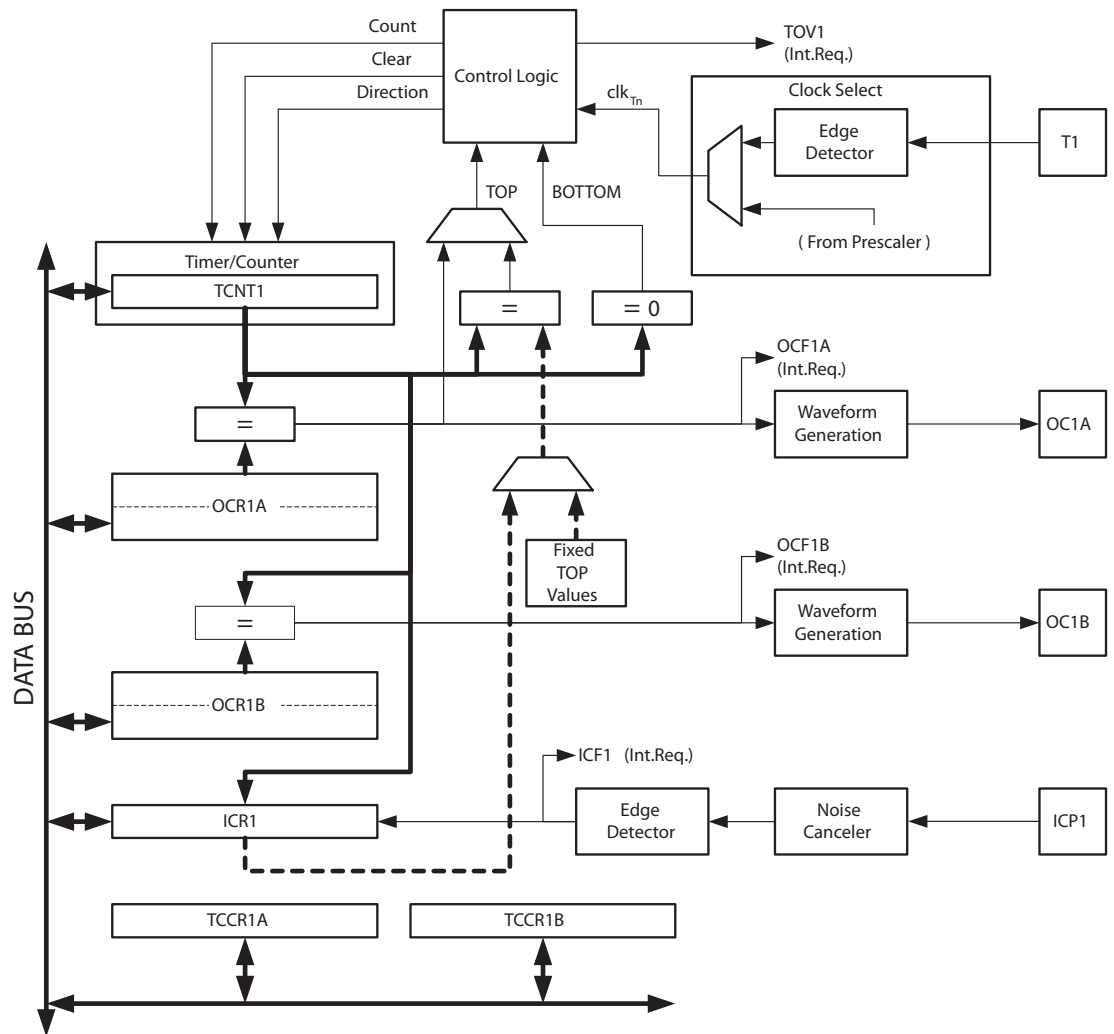 Count
Clear
Direction
Control Logic
TOV1
(Int.Req.)
clkTn
Clock Select
Edge
Detector
T1
( From Prescaler )
TOP
BOTTOM
Timer/Counter
TCNT1
=
= 0
OCF1A
(Int.Req.)
=
Waveform
Generation
OC1A
OCR1A
Fixed
TOP
Values
OCF1B
(Int.Req.)
=
Waveform
Generation
OC1B
OCR1B
DATA BUS
ICF1 (Int.Req.)
ICR1
Edge
Detector
Noise
Canceler
ICP1
TCCR1A
TCCR1B